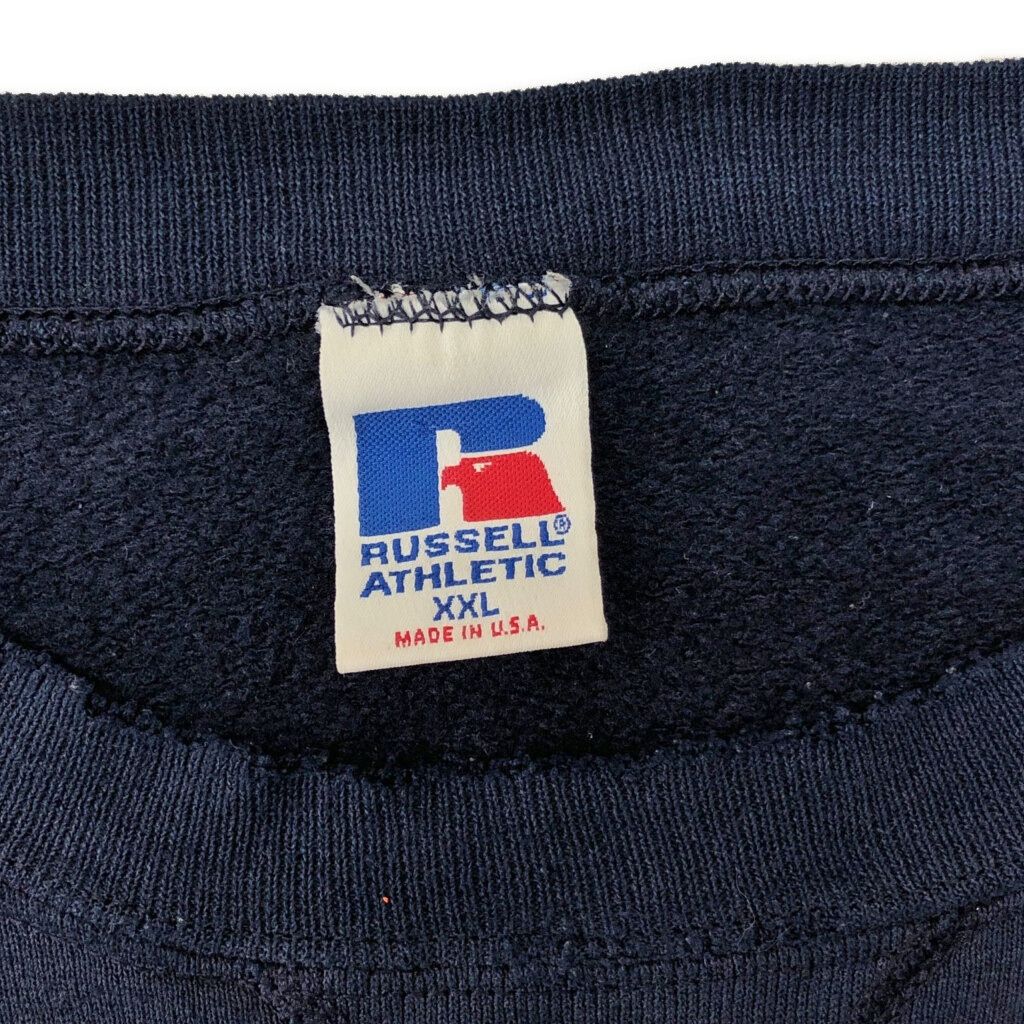 RUSSELL®
ATHLETIC
XXL
MADE IN U.S.A.